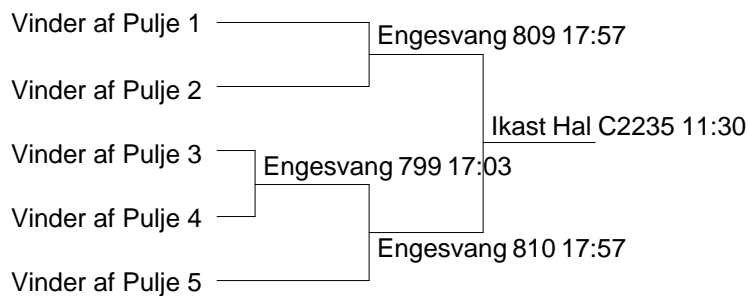 Vinder af Pulje 1
Engesvang 809 17:57
Vinder af Pulje 2
Ikast Hal C2235 11:30
Vinder af Pulje 3
Engesvang 799 17:03
Vinder af Pulje 4
Engesvang 810 17:57
Vinder af Pulje 5